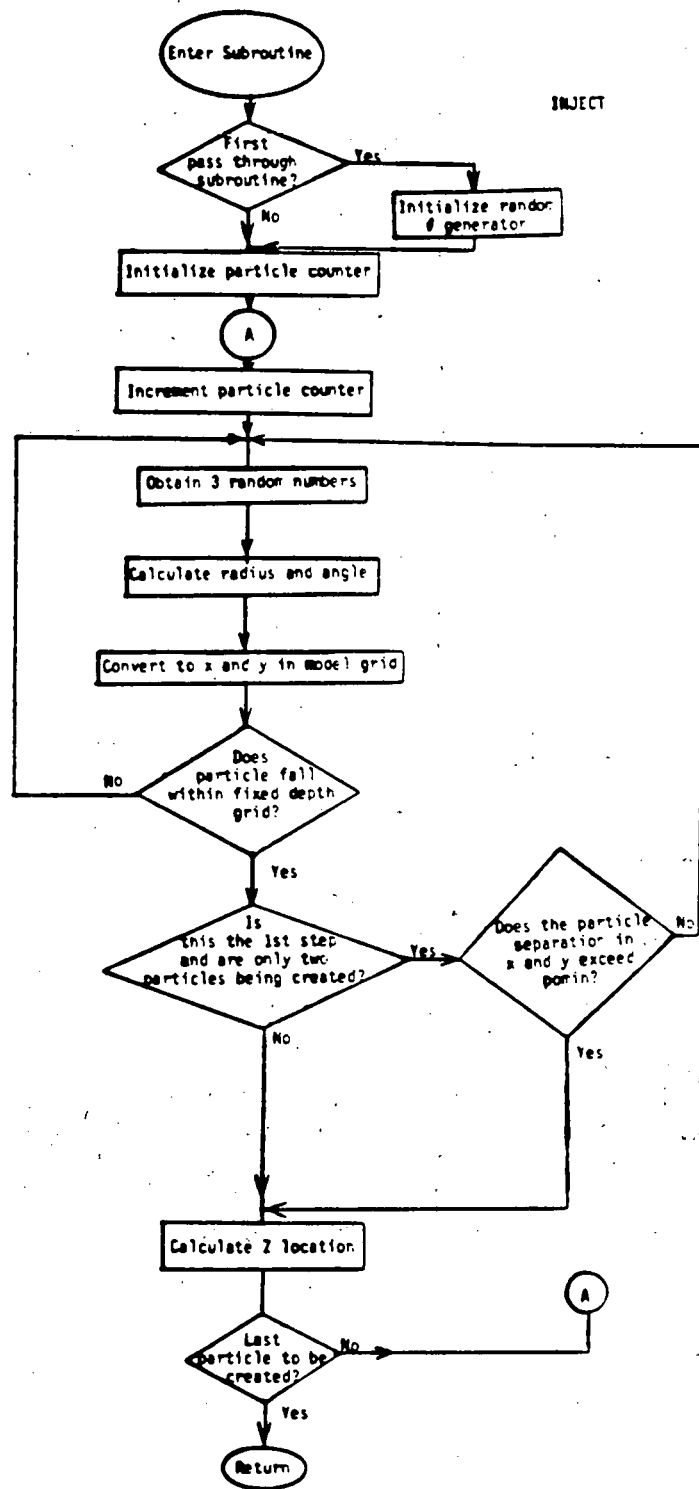 Enter Subroutine
INJECT
First
pass through
subroutine?
Yes
No
Initialize random
# generator
Initialize particle counter
A
Increment particle counter
Obtain 3 random numbers
Calculate radius and angle
Convert to x and y in model grid
Does
particle fall
within fixed depth
grid?
No
Yes
Is
this the 1st step
and are only two
particles being created?
Yes
No
Does the particle
separation in
x and y exceed
pomin?
No
Yes
Calculate Z location
A
Last
particle to be
created?
No
Yes
Return